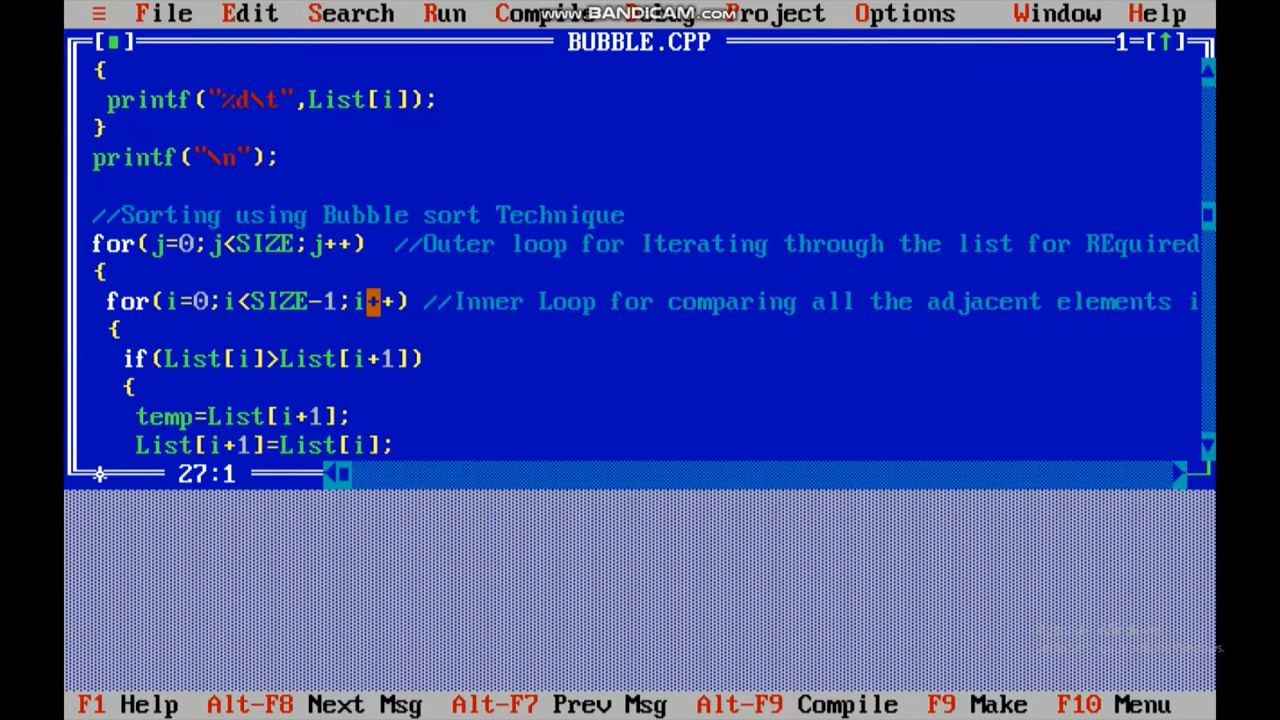 ≡ File Edit Search Run Compile Debug Project Options Window Help
www.BANDICAM.com
[■] BUBBLE.CPP 1=[↑]
{
printf("%d\t",List[i]);
}
printf("\n");
//Sorting using Bubble sort Technique
for(j=0;j<SIZE;j++) //Outer loop for Iterating through the list for REquired
{
for(i=0;i<SIZE-1;i++) //Inner Loop for comparing all the adjacent elements i
{
if(List[i]>List[i+1])
{
temp=List[i+1];
List[i+1]=List[i];
27:1
F1 Help Alt-F8 Next Msg Alt-F7 Prev Msg Alt-F9 Compile F9 Make F10 Menu